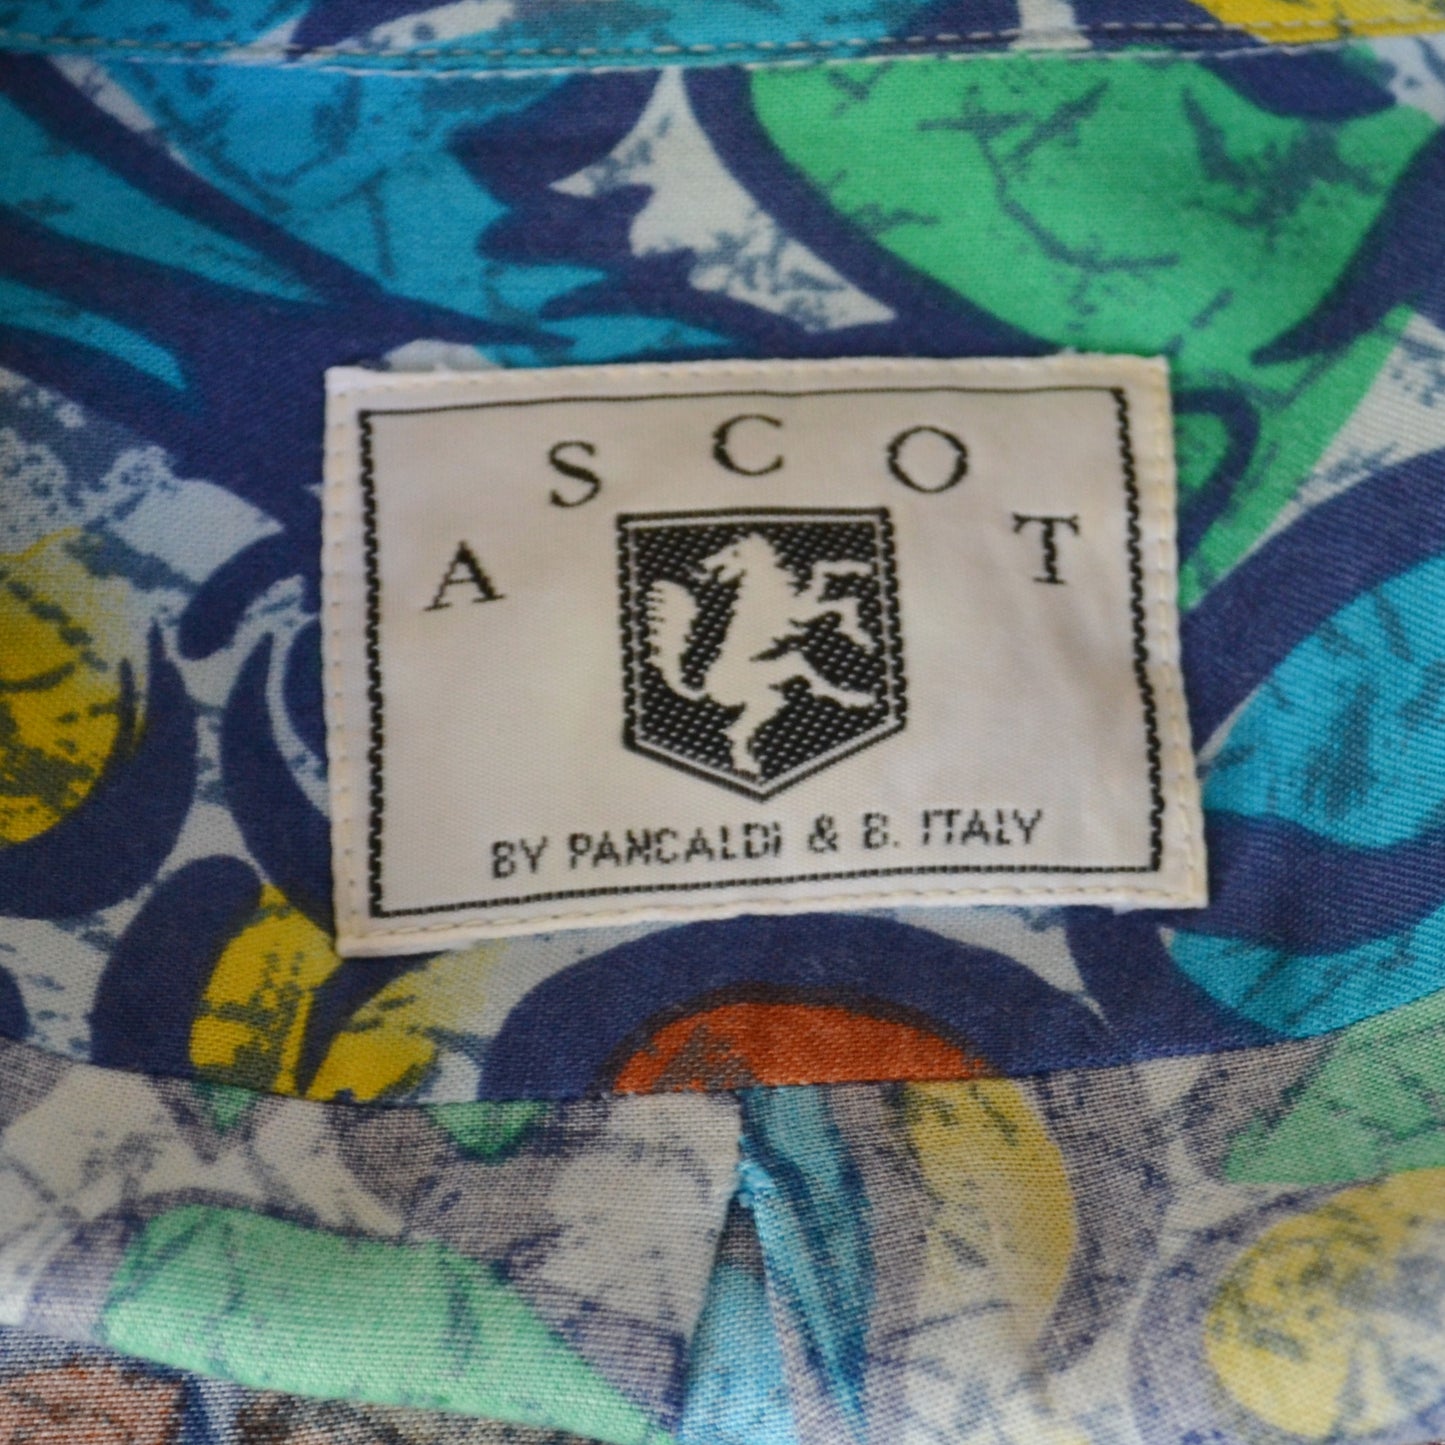 ASCOT
BY PANCALDI & B. ITALY